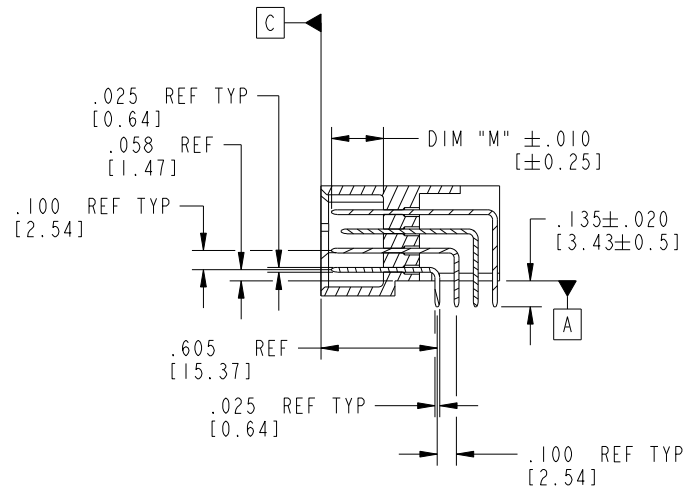 C
.025 REF TYP
[0.64]
.058 REF
[1.47]
DIM "M" ±.010
[±0.25]
.100 REF TYP
[2.54]
.135±.020
[3.43±0.5]
A
.605 REF
[15.37]
.025 REF TYP
[0.64]
.100 REF TYP
[2.54]